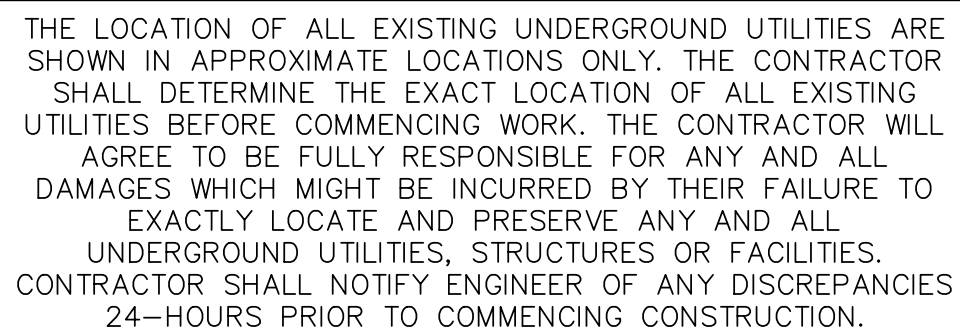 THE LOCATION OF ALL EXISTING UNDERGROUND UTILITIES ARE
SHOWN IN APPROXIMATE LOCATIONS ONLY. THE CONTRACTOR
SHALL DETERMINE THE EXACT LOCATION OF ALL EXISTING
UTILITIES BEFORE COMMENCING WORK. THE CONTRACTOR WILL
AGREE TO BE FULLY RESPONSIBLE FOR ANY AND ALL
DAMAGES WHICH MIGHT BE INCURRED BY THEIR FAILURE TO
EXACTLY LOCATE AND PRESERVE ANY AND ALL
UNDERGROUND UTILITIES, STRUCTURES OR FACILITIES.
CONTRACTOR SHALL NOTIFY ENGINEER OF ANY DISCREPANCIES
24-HOURS PRIOR TO COMMENCING CONSTRUCTION.